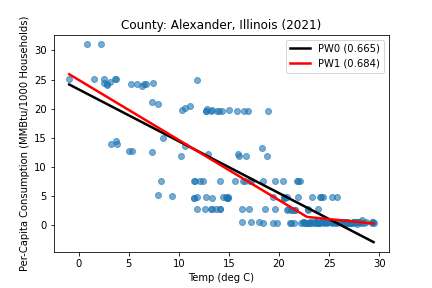 County: Alexander, Illinois (2021)
Per-Capita Consumption (MMBtu/1000 Households)
30
25
20
15
10
5
0
PW0 (0.665)
PW1 (0.684)
0
5
10
15
20
25
30
Temp (deg C)